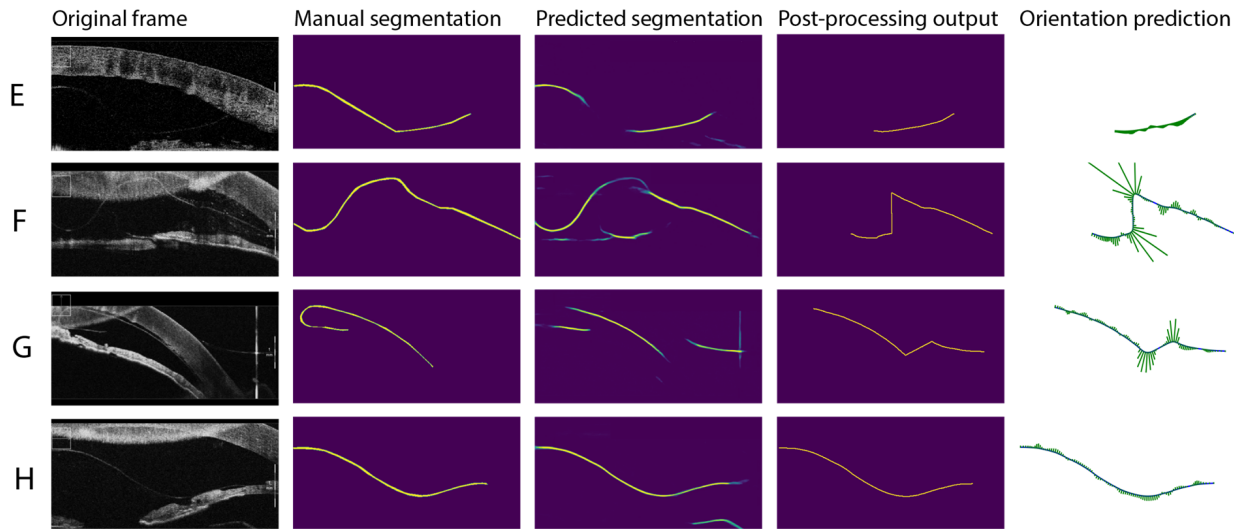 Original frame Manual segmentation Predicted segmentation Post-processing output Orientation prediction
E
F
G
H